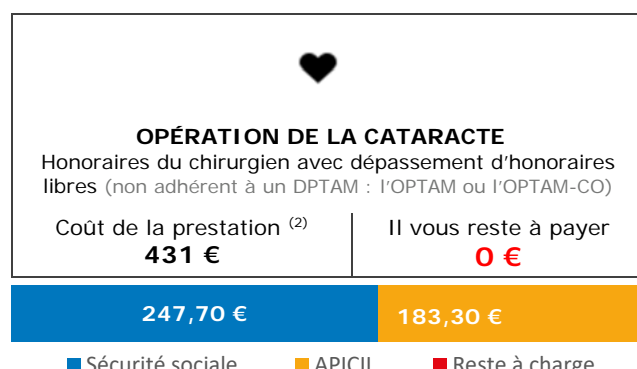 OPÉRATION DE LA CATARACTE
Honoraires du chirurgien avec dépassement d'honoraires
libres (non adhérent à un DPTAM : l'OPTAM ou l'OPTAM-CO)
Coût de la prestation (2)
431 €
Il vous reste à payer
0 €
247,70 €
183,30 €
Sécurité sociale
APICIL
Reste à charge